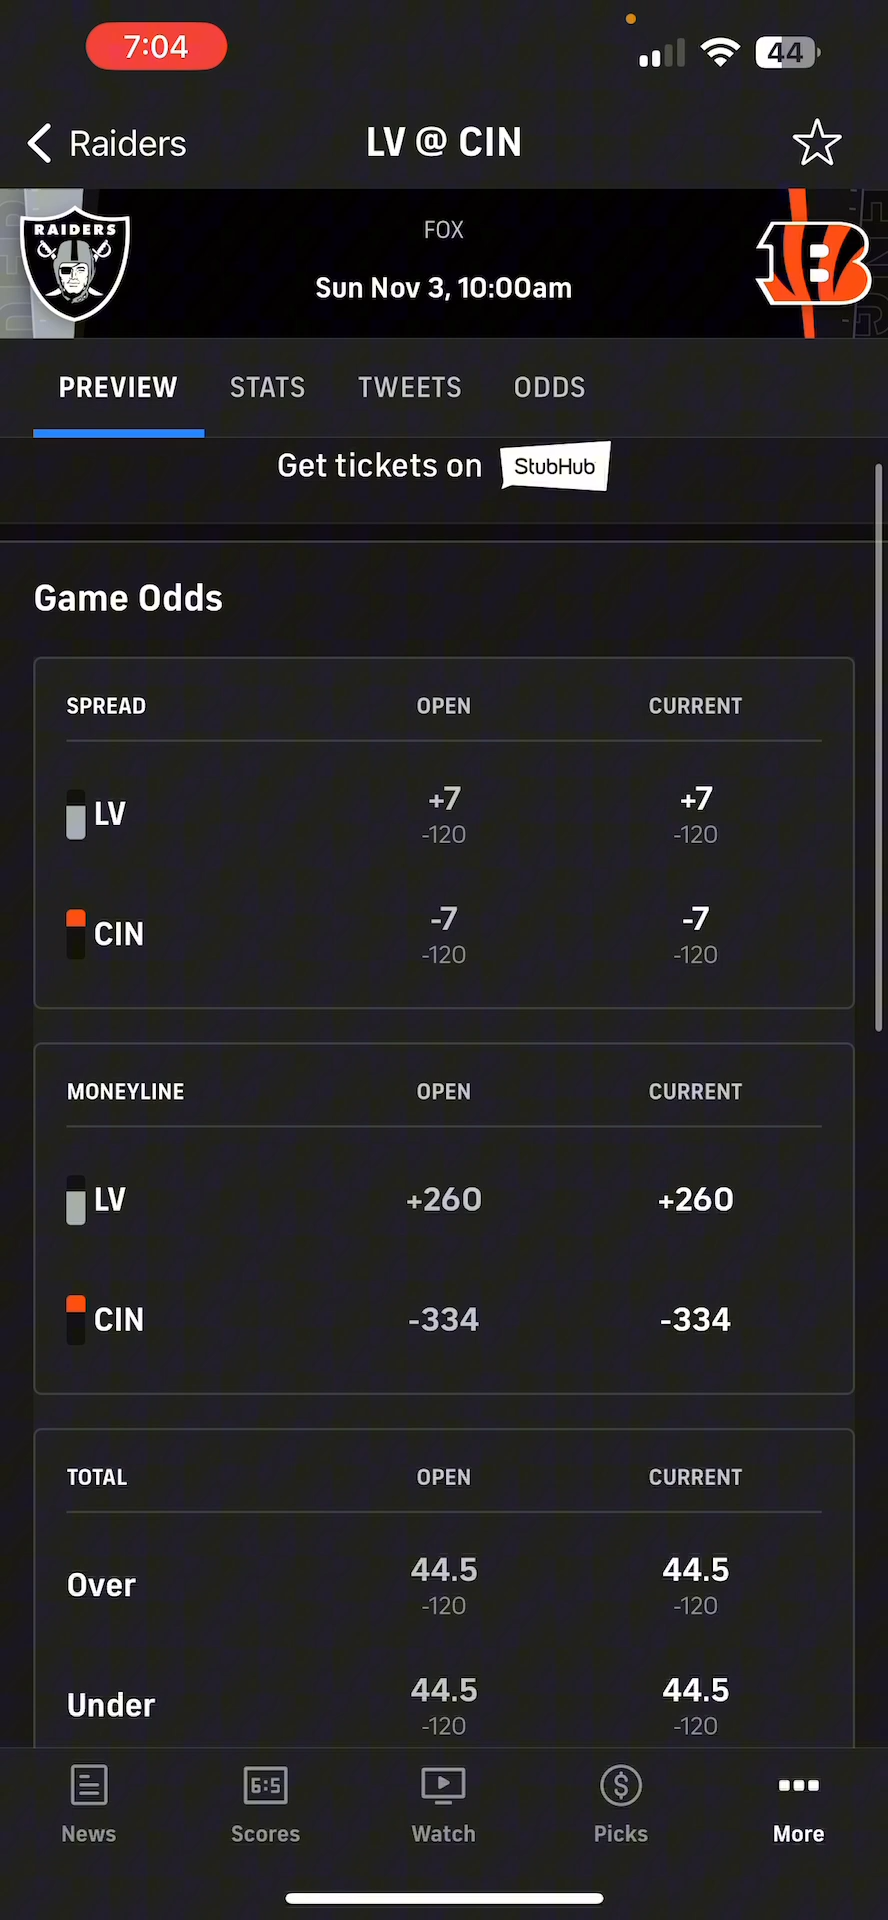 7:04
44
Raiders
LV @ CIN
RAIDERS
FOX
Sun Nov 3, 10:00am
B
PREVIEW STATS TWEETS ODDS
Get tickets on StubHub
Game Odds
SPREAD OPEN CURRENT
LV +7 +7
-120 -120
CIN -7 -7
-120 -120
MONEYLINE OPEN CURRENT
LV +260 +260
CIN -334 -334
TOTAL OPEN CURRENT
Over 44.5 44.5
-120 -120
Under 44.5 44.5
-120 -120
6:5
$
News Scores Watch Picks More